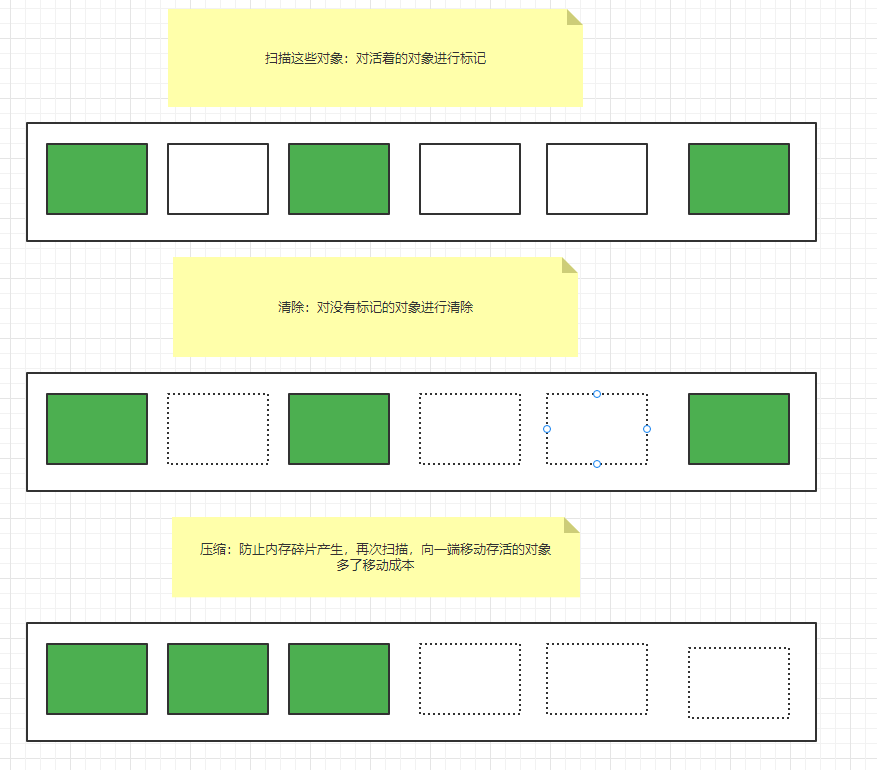 扫描这些对象：对活着的对象进行标记
清除：对没有标记的对象进行清除
压缩：防止内存碎片产生，再次扫描，向一端移动存活的对象
多了移动成本